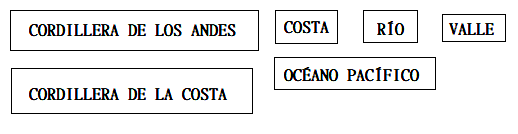 CORDILLERA DE LOS ANDES
COSTA
RÍO
VALLE
CORDILLERA DE LA COSTA
OCÉANO PACÍFICO